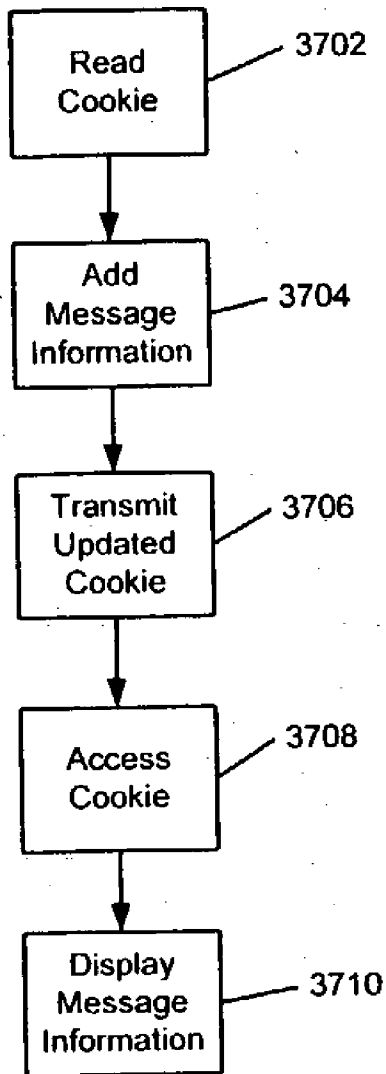 Read
Cookie
3702
Add
Message
Information
3704
Transmit
Updated
Cookie
3706
Access
Cookie
3708
Display
Message
Information
3710